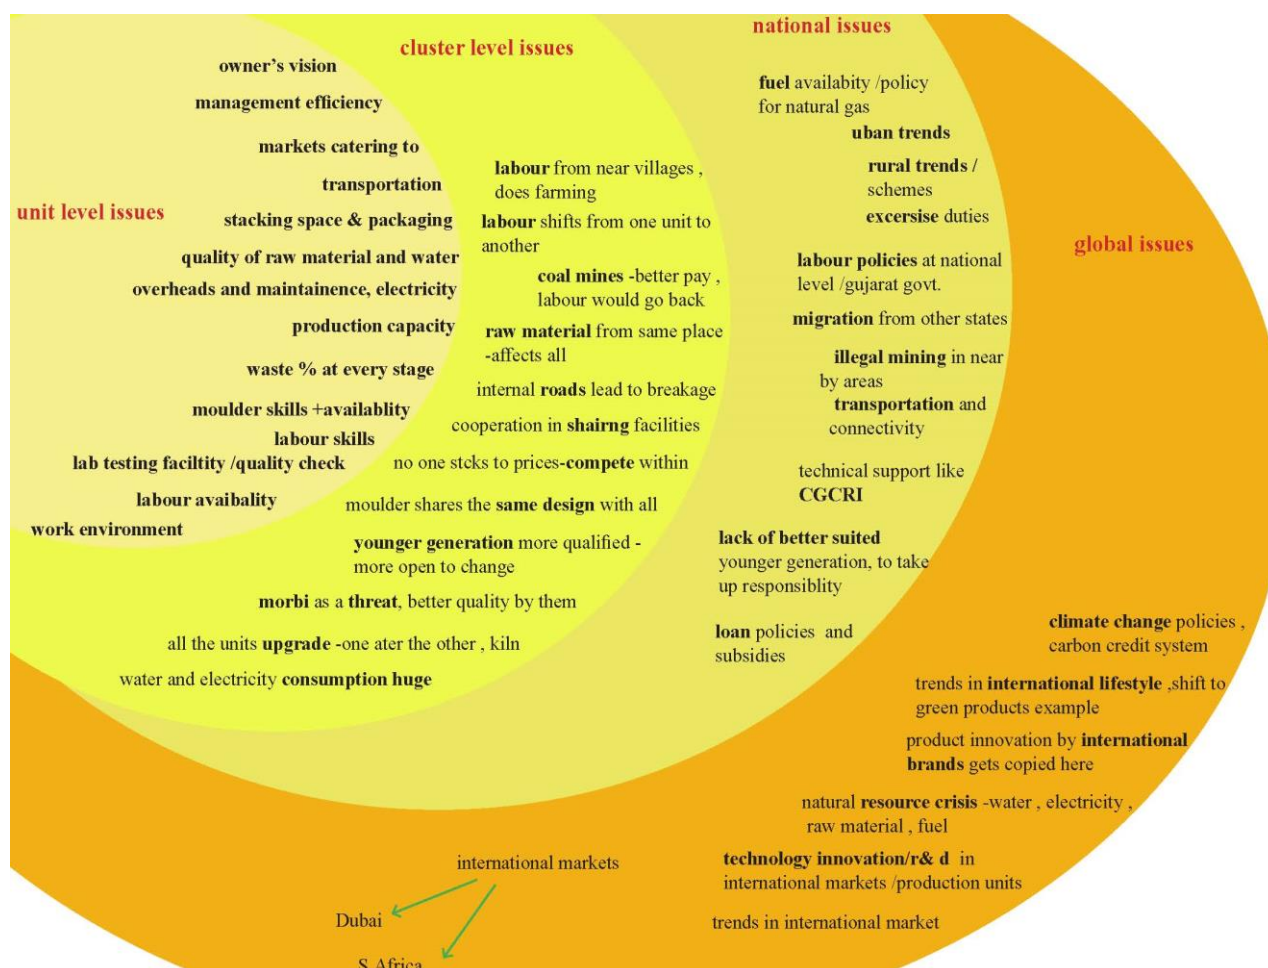 unit level issues
owner's vision
management efficiency
markets catering to
transportation
stacking space & packaging
quality of raw material and water
overheads and maintainence, electricity
production capacity
waste % at every stage
moulder skills +availablity
labour skills
lab testing faciltity /quality check
labour avaibality
work environment
cluster level issues
labour from near villages ,
does farming
labour shifts from one unit to
another
coal mines -better pay ,
labour would go back
raw material from same place
-affects all
internal roads lead to breakage
cooperation in shairng facilities
no one stcks to prices-compete within
moulder shares the same design with all
younger generation more qualified -
more open to change
morbi as a threat, better quality by them
all the units upgrade -one ater the other , kiln
water and electricity consumption huge
national issues
fuel availabity /policy
for natural gas
uban trends
rural trends /
schemes
excersise duties
labour policies at national
level /gujarat govt.
migration from other states
illegal mining in near
by areas
transportation and
connectivity
technical support like
CGCRI
lack of better suited
younger generation, to take
up responsiblity
loan policies and
subsidies
global issues
climate change policies ,
carbon credit system
trends in international lifestyle ,shift to
green products example
product innovation by international
brands gets copied here
natural resource crisis -water , electricity ,
raw material , fuel
technology innovation/r& d in
international markets /production units
trends in international market
international markets
Dubai
S.Africa